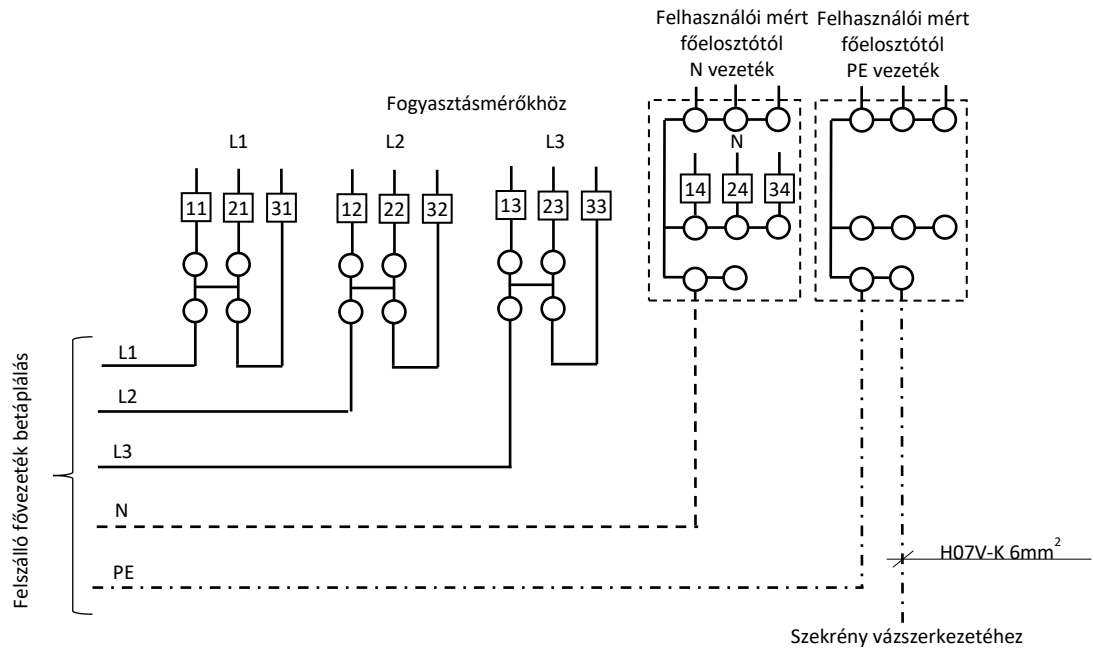 Felhasználói mért
főelosztótól
N vezeték
Felhasználói mért
főelosztótól
PE vezeték
Fogyasztásmérőkhöz
L1
L2
L3
N
11
21
31
12
22
32
13
23
33
14
24
34
Felszálló fővezeték betáplálás
L1
L2
L3
N
PE
H07V-K 6mm²
Szekrény vázszerkezetéhez